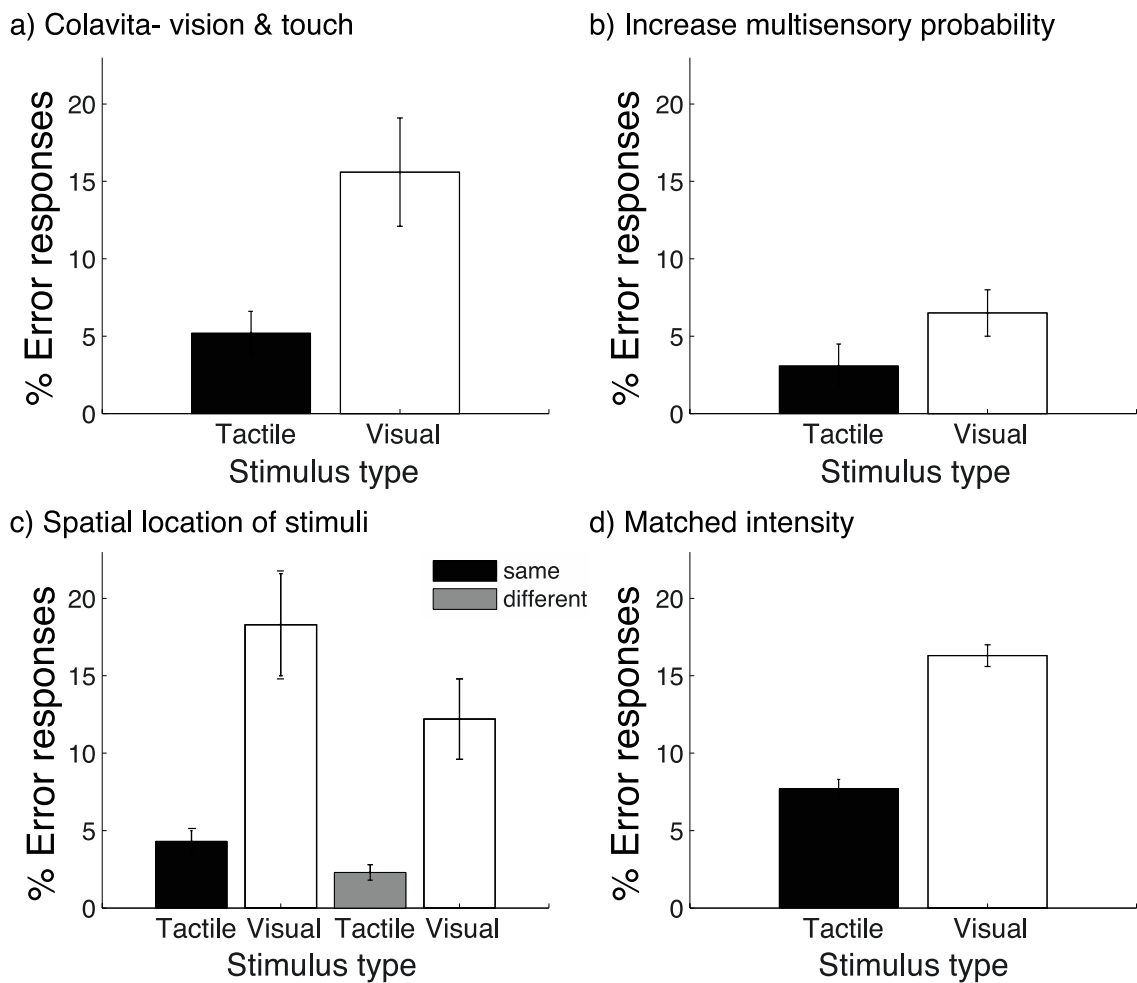 a) Colavita- vision & touch
% Error responses
20
15
10
5
0
Tactile Visual
Stimulus type
b) Increase multisensory probability
% Error responses
20
15
10
5
0
Tactile Visual
Stimulus type
c) Spatial location of stimuli
same
different
% Error responses
20
15
10
5
0
Tactile Visual Tactile Visual
Stimulus type
d) Matched intensity
% Error responses
20
15
10
5
0
Tactile Visual
Stimulus type